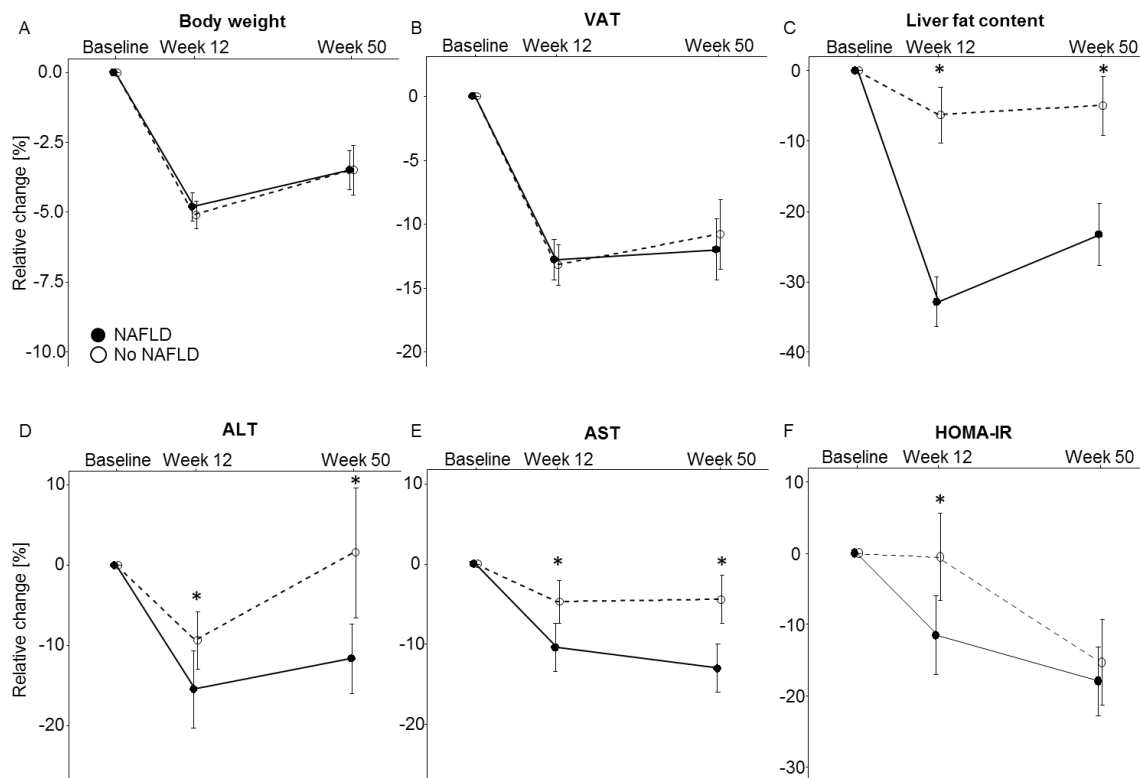 A
Body weight
Baseline Week 12 Week 50
0.0
-2.5
-5.0
-7.5
-10.0
Relative change [%]
NAFLD
No NAFLD
B
VAT
Baseline Week 12 Week 50
0
-5
-10
-15
-20
C
Liver fat content
Baseline Week 12 Week 50
* *
0
-10
-20
-30
-40
D
ALT
Baseline Week 12 Week 50
* *
10
0
-10
-20
Relative change [%]
E
AST
Baseline Week 12 Week 50
* *
10
0
-10
-20
F
HOMA-IR
Baseline Week 12 Week 50
*
10
0
-10
-20
-30